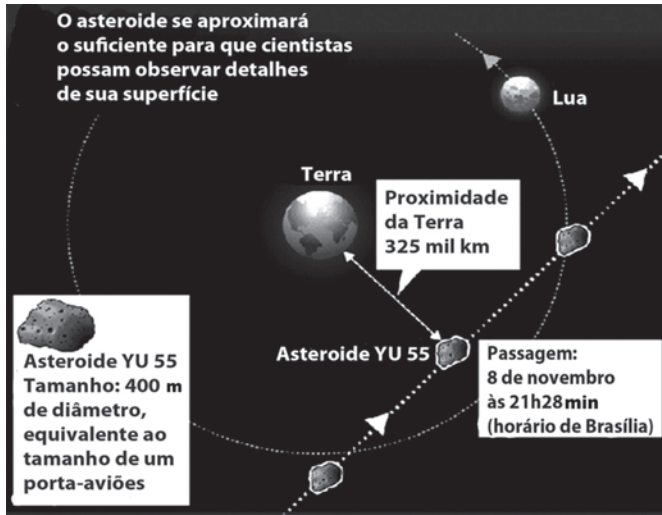 O asteroide se aproximará
o suficiente para que cientistas
possam observar detalhes
de sua superfície
Lua
Terra
Proximidade
da Terra
325 mil km
Asteroide YU 55
Passagem:
8 de novembro
às 21h28min
(horário de Brasília)
Asteroide YU 55
Tamanho: 400 m
de diâmetro,
equivalente ao
tamanho de um
porta-aviões